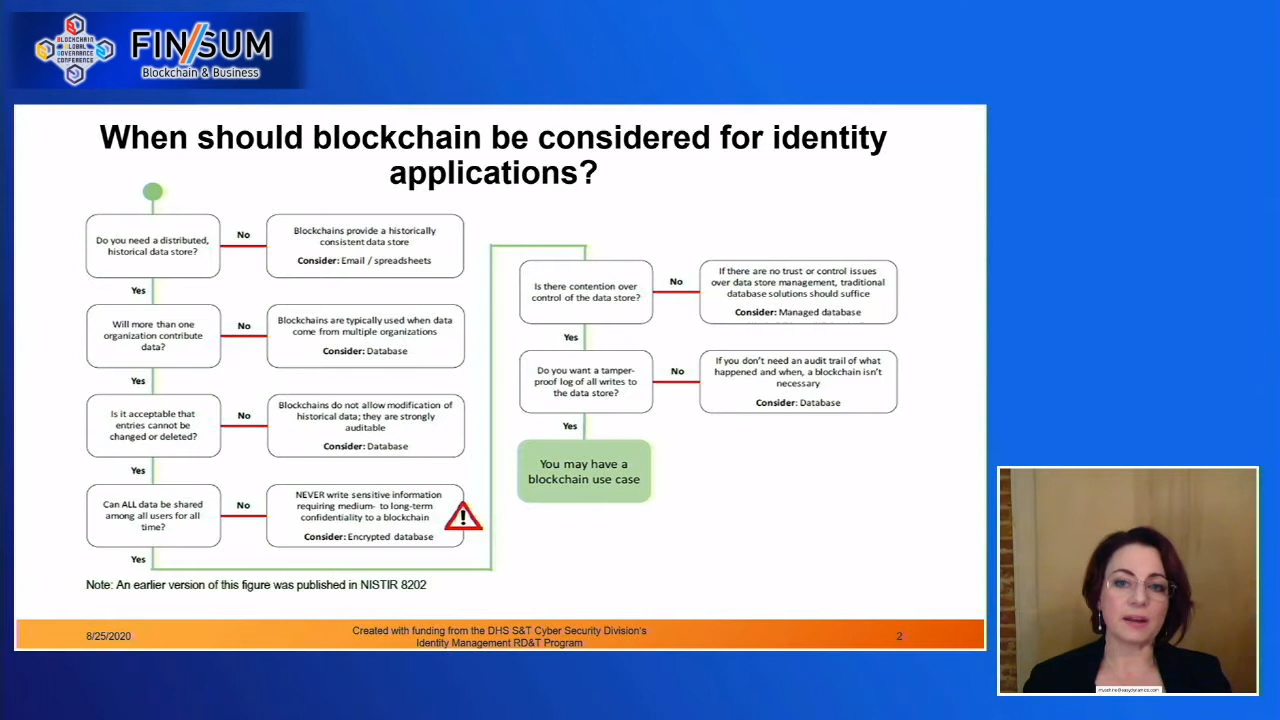 BLOCKCHAIN
GLOBAL
GOVERNANCE
CONFERENCE
FIN/SUM
Blockchain & Business
When should blockchain be considered for identity
applications?
Do you need a distributed,
historical data store?
No
Blockchains provide a historically
consistent data store
Consider: Email / spreadsheets
Yes
Will more than one
organization contribute
data?
No
Blockchains are typically used when data
come from multiple organizations
Consider: Database
Yes
Is it acceptable that
entries cannot be
changed or deleted?
No
Blockchains do not allow modification of
historical data; they are strongly
auditable
Consider: Database
Yes
Can ALL data be shared
among all users for all
time?
No
NEVER write sensitive information
requiring medium- to long-term
confidentiality to a blockchain
Consider: Encrypted database
!
Yes
Is there contention over
control of the data store?
No
If there are no trust or control issues
over data store management, traditional
database solutions should suffice
Consider: Managed database
Yes
Do you want a tamper-
proof log of all writes to
the data store?
No
If you don't need an audit trail of what
happened and when, a blockchain isn't
necessary
Consider: Database
Yes
You may have a
blockchain use case
Note: An earlier version of this figure was published in NISTIR 8202
8/25/2020
Created with funding from the DHS S&T Cyber Security Division's
Identity Management RD&T Program
2